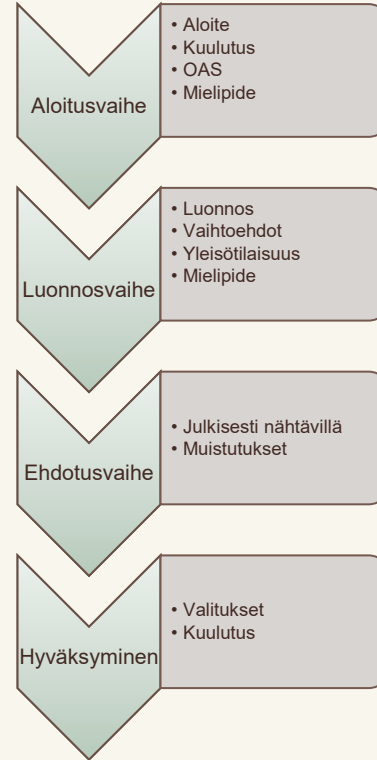 Aloitusvaihe
• Aloite
• Kuulutus
• OAS
• Mielipide
Luonnosvaihe
• Luonnos
• Vaihtoehdot
• Yleisötilaisuus
• Mielipide
Ehdotusvaihe
• Julkisesti nähtävillä
• Muistutukset
Hyväksyminen
• Valitukset
• Kuulutus